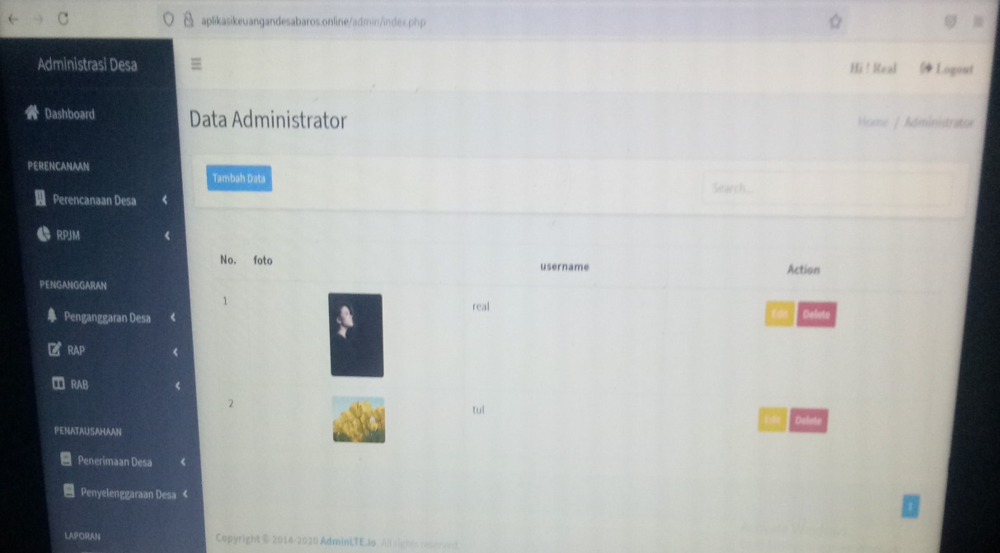 aplikasikeuangandesabaros.online/admin/index.php
Administrasi Desa
Hi ! Real Logout
Dashboard
Data Administrator
Home / Administrator
PERENCANAAN
Tambah Data
Search...
Perencanaan Desa
RPJM
No. foto username Action
PENGANGGARAN
1 real Edit Delete
Penganggaran Desa
RAP
RAB
2 tul Edit Delete
PENATAUSAHAAN
Penerimaan Desa
Penyelenggaraan Desa
1
LAPORAN
Copyright © 2014-2020 AdminLTE.io. All rights reserved.